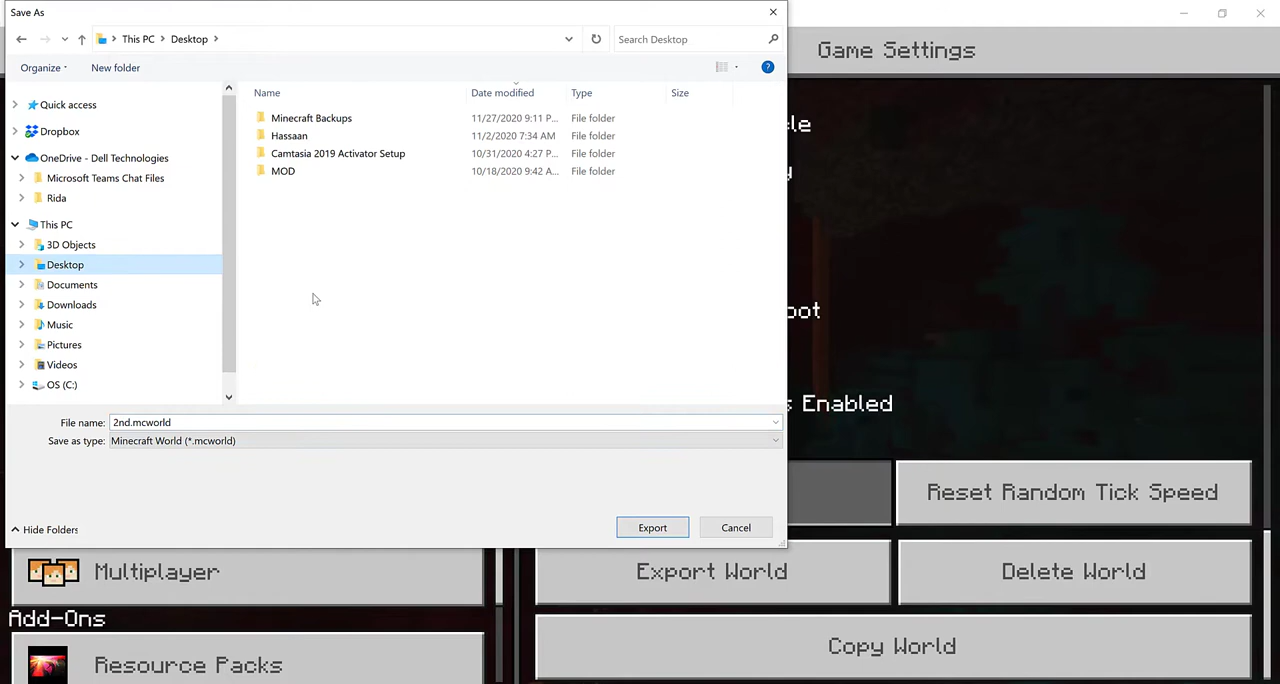 Save As
This PC > Desktop >
Search Desktop
Organize
New folder
Name
Date modified
Type
Size
Minecraft Backups 11/27/2020 9:11 P... File folder
Hassaan 11/2/2020 7:34 AM File folder
Camtasia 2019 Activator Setup 10/31/2020 4:27 P... File folder
MOD 10/18/2020 9:42 A... File folder
Quick access
Dropbox
OneDrive - Dell Technologies
Microsoft Teams Chat Files
Rida
This PC
3D Objects
Desktop
Documents
Downloads
Music
Pictures
Videos
OS (C:)
File name: 2nd.mcworld
Save as type: Minecraft World (*.mcworld)
Hide Folders
Export
Cancel
Game Settings
Enabled
Reset Random Tick Speed
Export World
Delete World
Copy World
Multiplayer
Add-Ons
Resource Packs